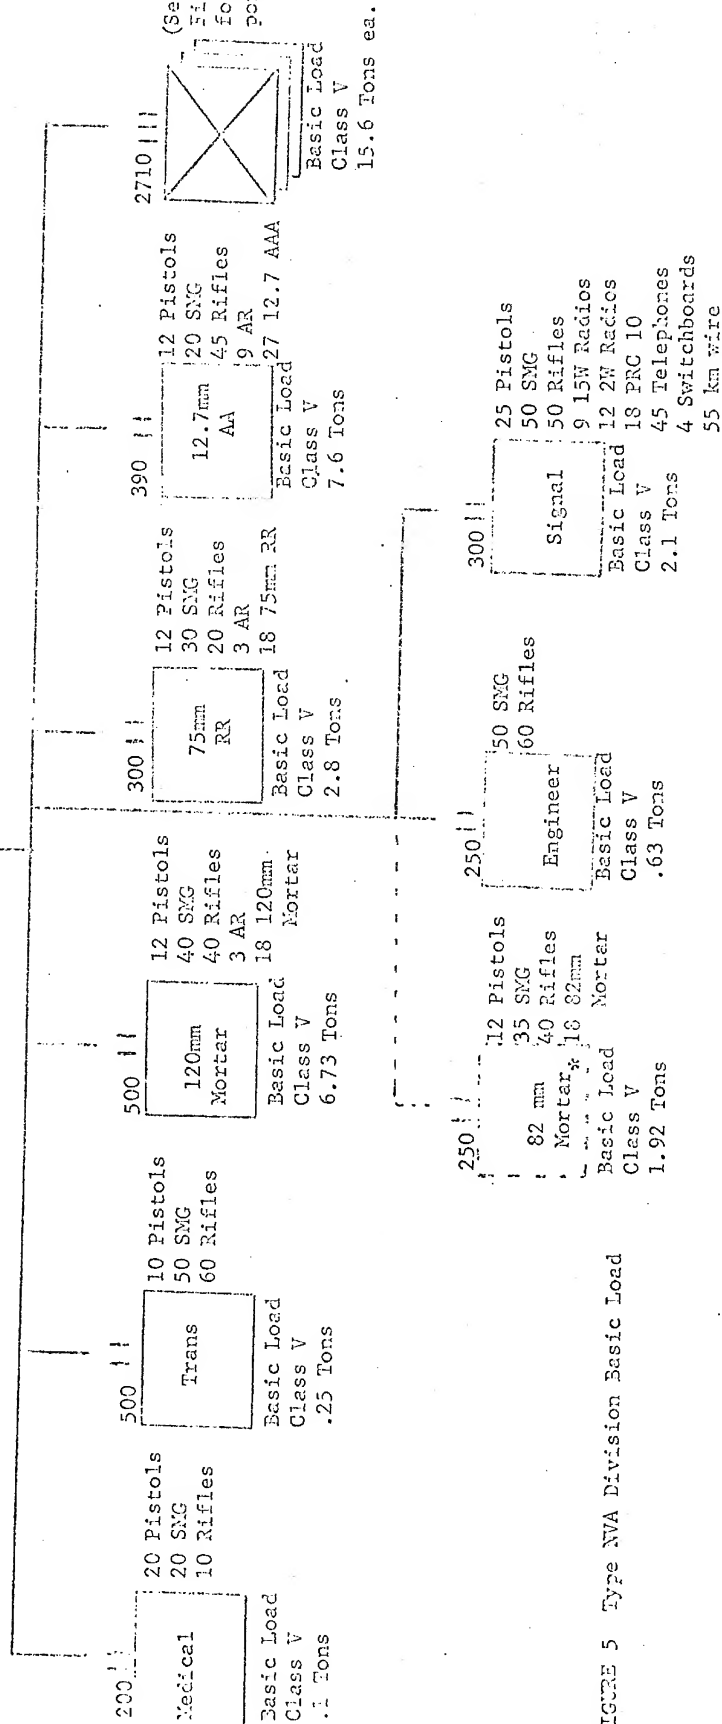 200
Medical
20 Pistols
20 SMG
10 Rifles
Basic Load
Class V
.1 Tons
500
Trans
10 Pistols
50 SMG
60 Rifles
Basic Load
Class V
.25 Tons
500
120mm
Mortar
12 Pistols
40 SMG
40 Rifles
3 AR
18 120mm
Mortar
Basic Load
Class V
6.73 Tons
300
75mm
RR
12 Pistols
30 SMG
20 Rifles
3 AR
18 75mm RR
Basic Load
Class V
2.8 Tons
390
12.7mm
AA
12 Pistols
20 SMG
45 Rifles
9 AR
27 12.7 AAA
Basic Load
Class V
7.6 Tons
2710
Basic Load
Class V
15.6 Tons ea.
250
82 mm
Mortar*
12 Pistols
35 SMG
40 Rifles
18 82mm
Mortar
Basic Load
Class V
1.92 Tons
250
Engineer
50 SMG
60 Rifles
Basic Load
Class V
.63 Tons
300
Signal
25 Pistols
50 SMG
50 Rifles
9 15W Radios
12 2W Radios
18 PRC 10
45 Telephones
4 Switchboards
55 km wire
Basic Load
Class V
2.1 Tons
IGURE 5 Type NVA Division Basic Load